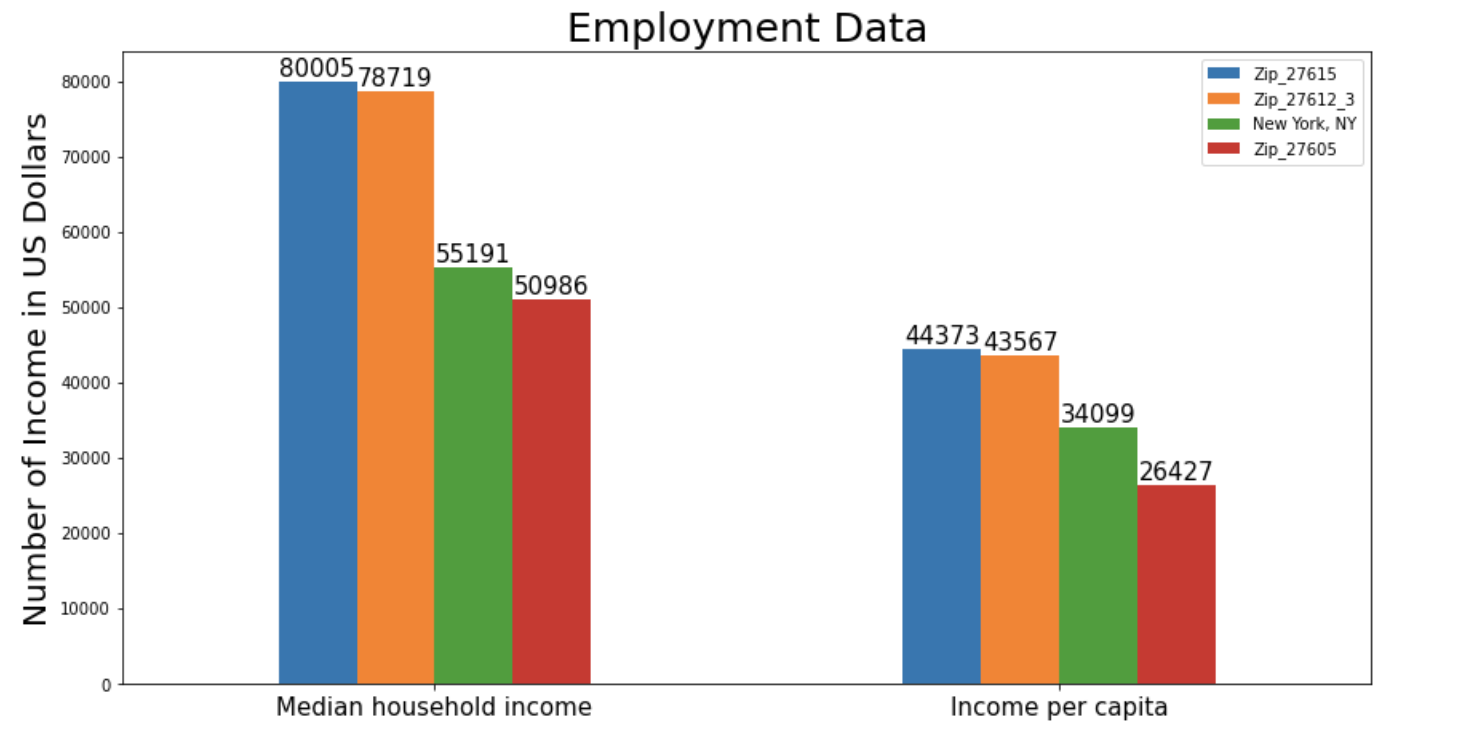 Employment Data
Number of Income in US Dollars
80000
70000
60000
50000
40000
30000
20000
10000
0
80005
78719
55191
50986
44373
43567
34099
26427
Zip_27615
Zip_27612_3
New York, NY
Zip_27605
Median household income
Income per capita